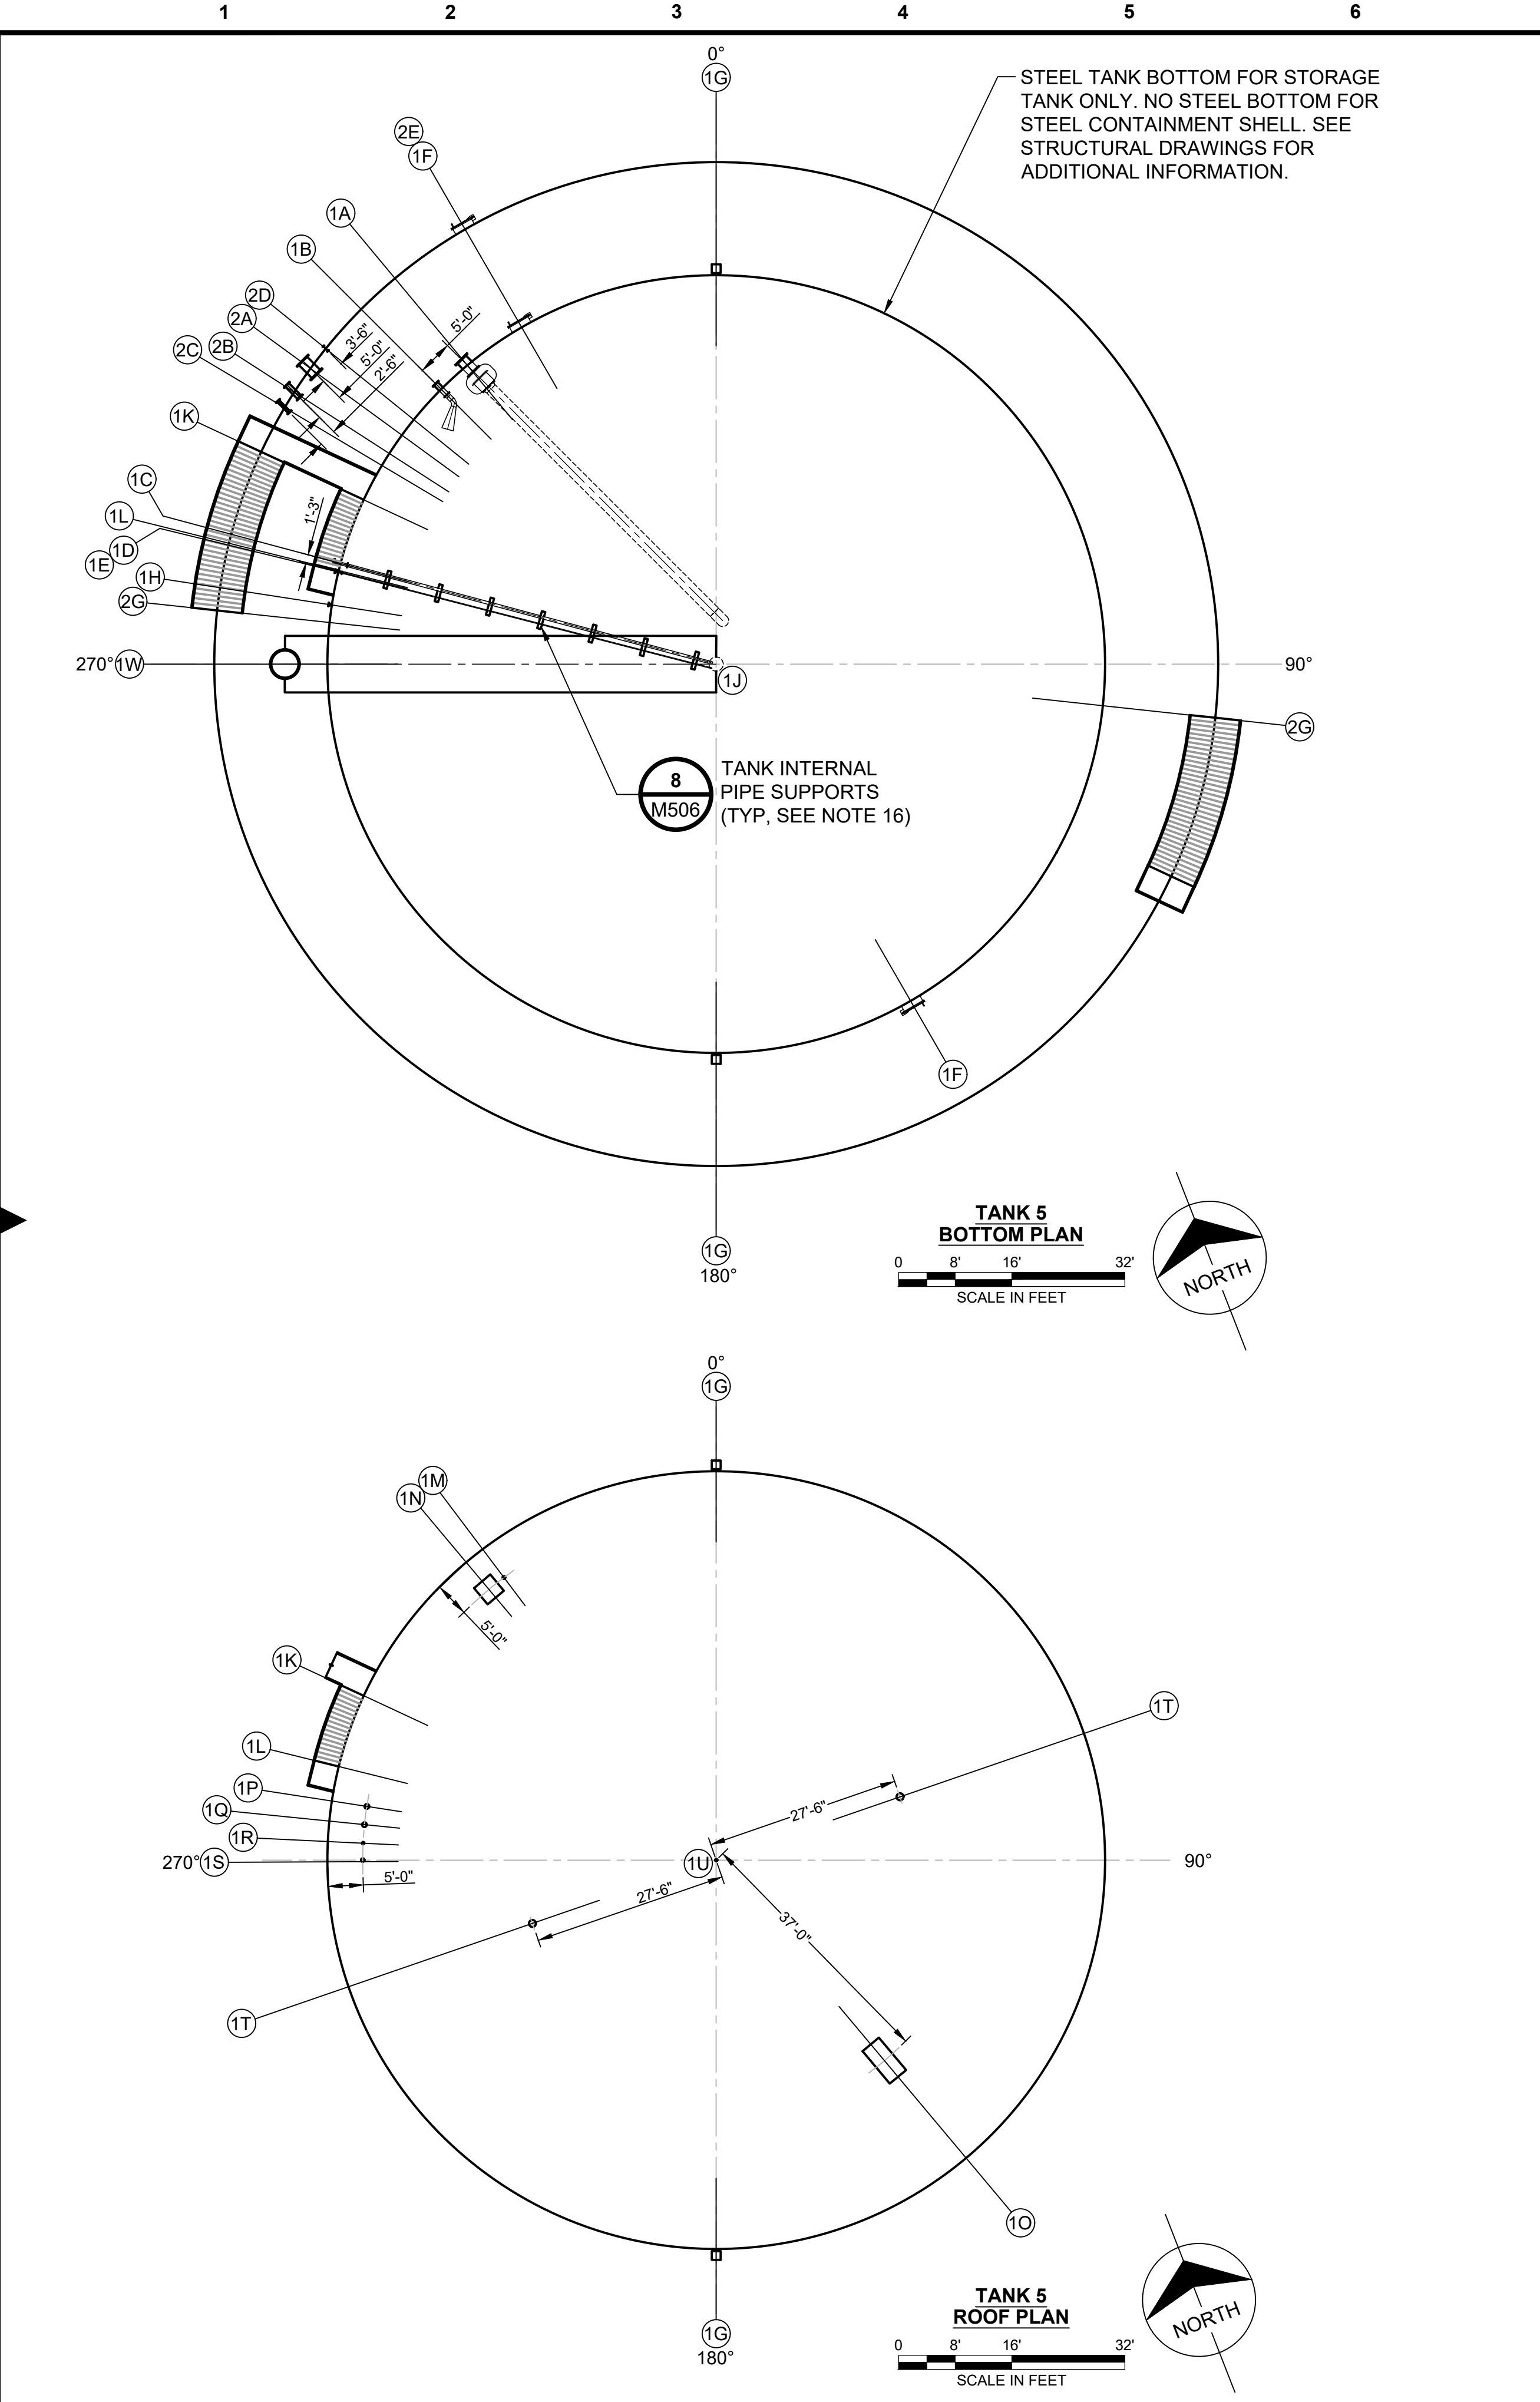 1 2 3 4 5 6
0°
1G
STEEL TANK BOTTOM FOR STORAGE
TANK ONLY. NO STEEL BOTTOM FOR
STEEL CONTAINMENT SHELL. SEE
STRUCTURAL DRAWINGS FOR
ADDITIONAL INFORMATION.
2E
1F
1A
1B
2D
2A
2B
2C
3'-6"
5'-0"
2'-6"
5'-0"
1K
1C
1'-3"
1L
1D
1E
1H
2G
270° 1W
1J
90°
2G
8
M506
TANK INTERNAL
PIPE SUPPORTS
(TYP, SEE NOTE 16)
1F
1G
180°
TANK 5
BOTTOM PLAN
0 8' 16' 32'
SCALE IN FEET
NORTH
0°
1G
1M
1N
5'-0"
1K
1L
1P
1Q
1R
270° 1S
5'-0"
1T
27'-6"
1U
90°
27'-6"
37'-0"
1T
1O
1G
180°
TANK 5
ROOF PLAN
0 8' 16' 32'
SCALE IN FEET
NORTH